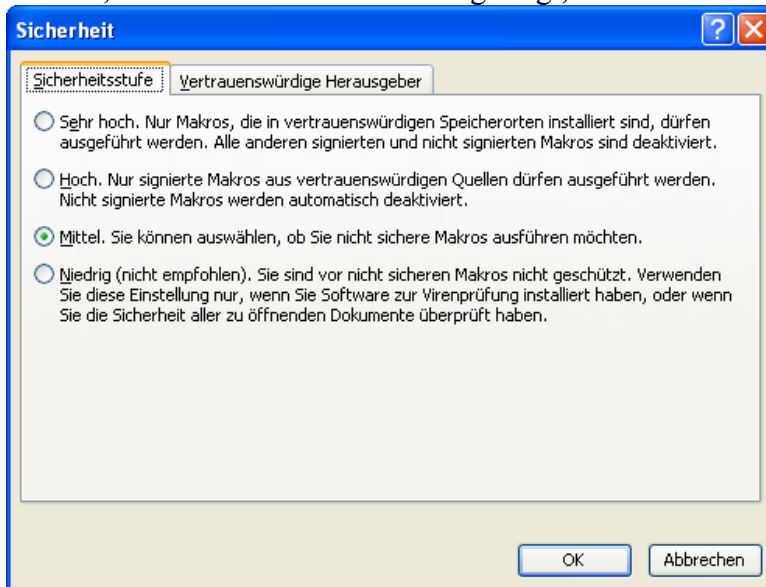 Sicherheit
Sicherheitsstufe Vertrauenswürdige Herausgeber
Sehr hoch. Nur Makros, die in vertrauenswürdigen Speicherorten installiert sind, dürfen
ausgeführt werden. Alle anderen signierten und nicht signierten Makros sind deaktiviert.
Hoch. Nur signierte Makros aus vertrauenswürdigen Quellen dürfen ausgeführt werden.
Nicht signierte Makros werden automatisch deaktiviert.
Mittel. Sie können auswählen, ob Sie nicht sichere Makros ausführen möchten.
Niedrig (nicht empfohlen). Sie sind vor nicht sicheren Makros nicht geschützt. Verwenden
Sie diese Einstellung nur, wenn Sie Software zur Virenprüfung installiert haben, oder wenn
Sie die Sicherheit aller zu öffnenden Dokumente überprüft haben.
OK Abbrechen